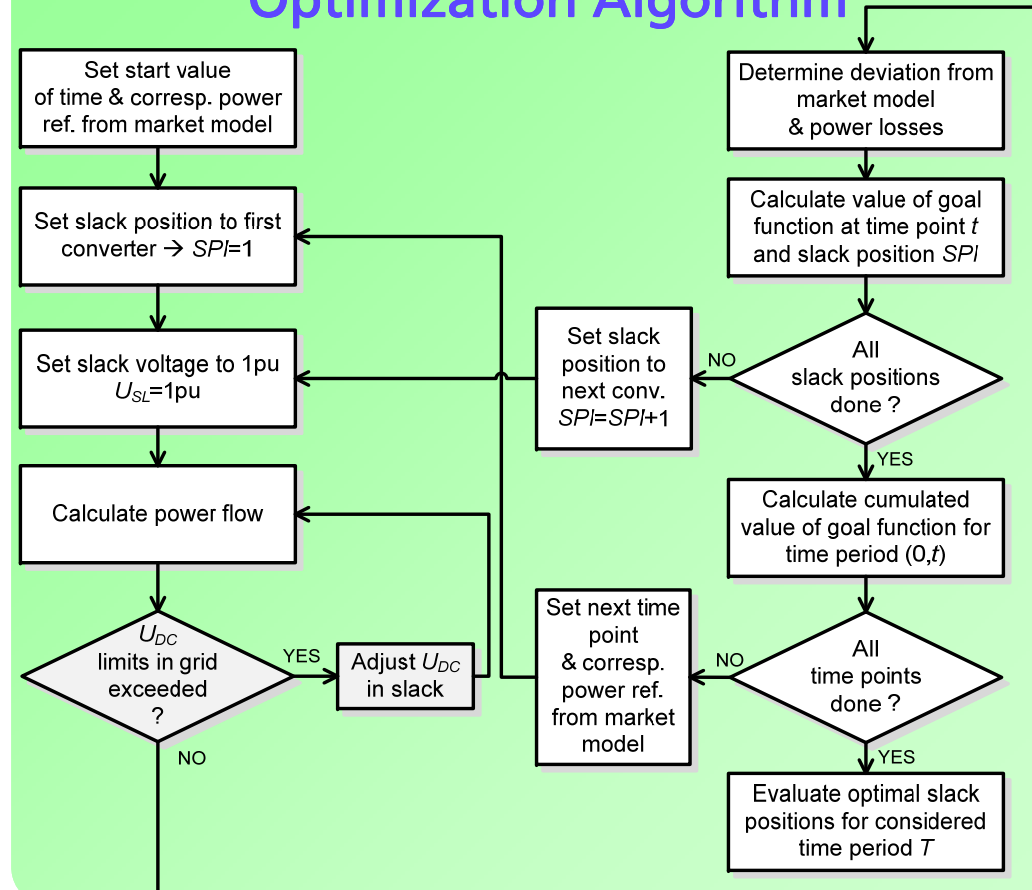 Optimization Algorithm
Set start value
of time & corresp. power
ref. from market model
Set slack position to first
converter → SPI=1
Set slack voltage to 1pu
USL=1pu
Calculate power flow
UDC
limits in grid
exceeded
?
YES
Adjust UDC
in slack
NO
Determine deviation from
market model
& power losses
Calculate value of goal
function at time point t
and slack position SPI
All
slack positions
done ?
NO
Set slack
position to
next conv.
SPI=SPI+1
YES
Calculate cumulated
value of goal function for
time period (0,t)
All
time points
done ?
NO
Set next time
point
& corresp.
power ref.
from market
model
YES
Evaluate optimal slack
positions for considered
time period T